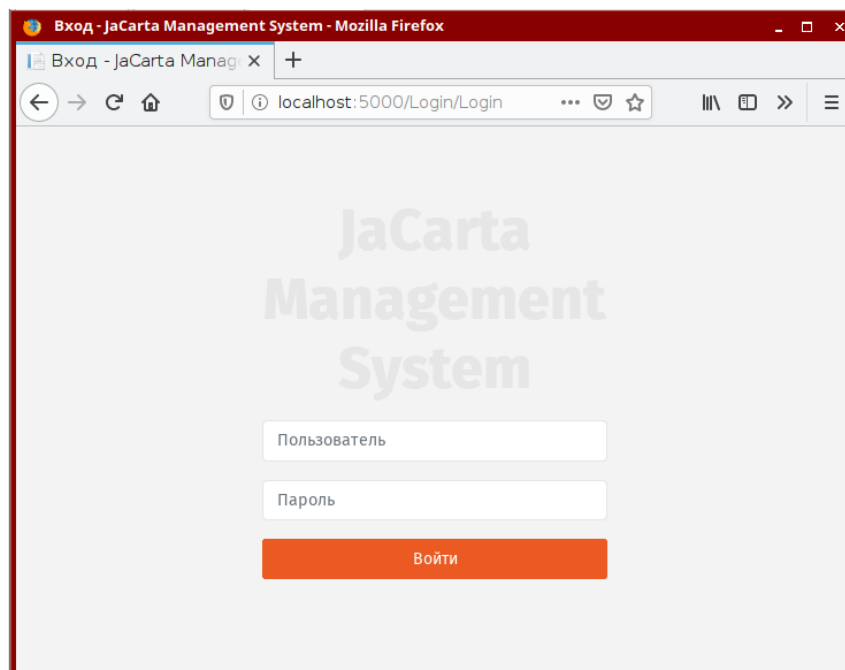 Вход - JaCarta Management System - Mozilla Firefox
Вход - JaCarta Manag
localhost:5000/Login/Login
JaCarta
Management
System
Пользователь
Пароль
Войти